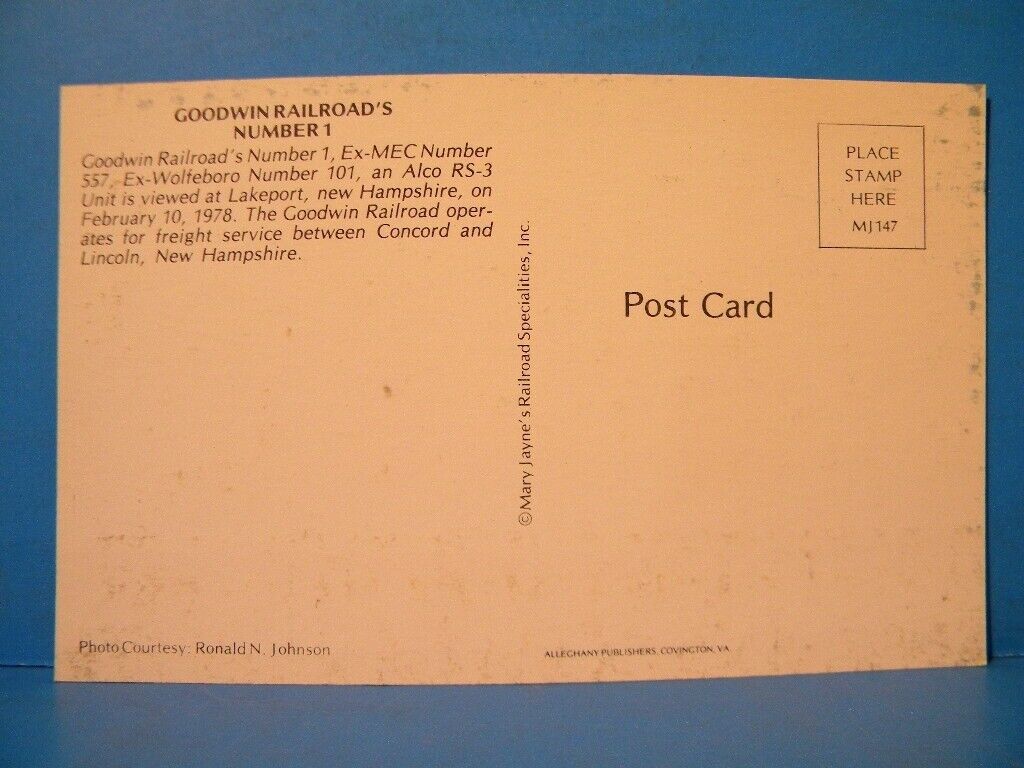 GOODWIN RAILROAD'S
NUMBER 1
Goodwin Railroad's Number 1, Ex-MEC Number
557, Ex-Wolfeboro Number 101, an Alco RS-3
Unit is viewed at Lakeport, new Hampshire, on
February 10, 1978. The Goodwin Railroad oper-
ates for freight service between Concord and
Lincoln, New Hampshire.
Photo Courtesy: Ronald N. Johnson
©Mary Jayne's Railroad Specialities, Inc.
PLACE
STAMP
HERE
MJ147
Post Card
ALLEGHANY PUBLISHERS, COVINGTON, VA